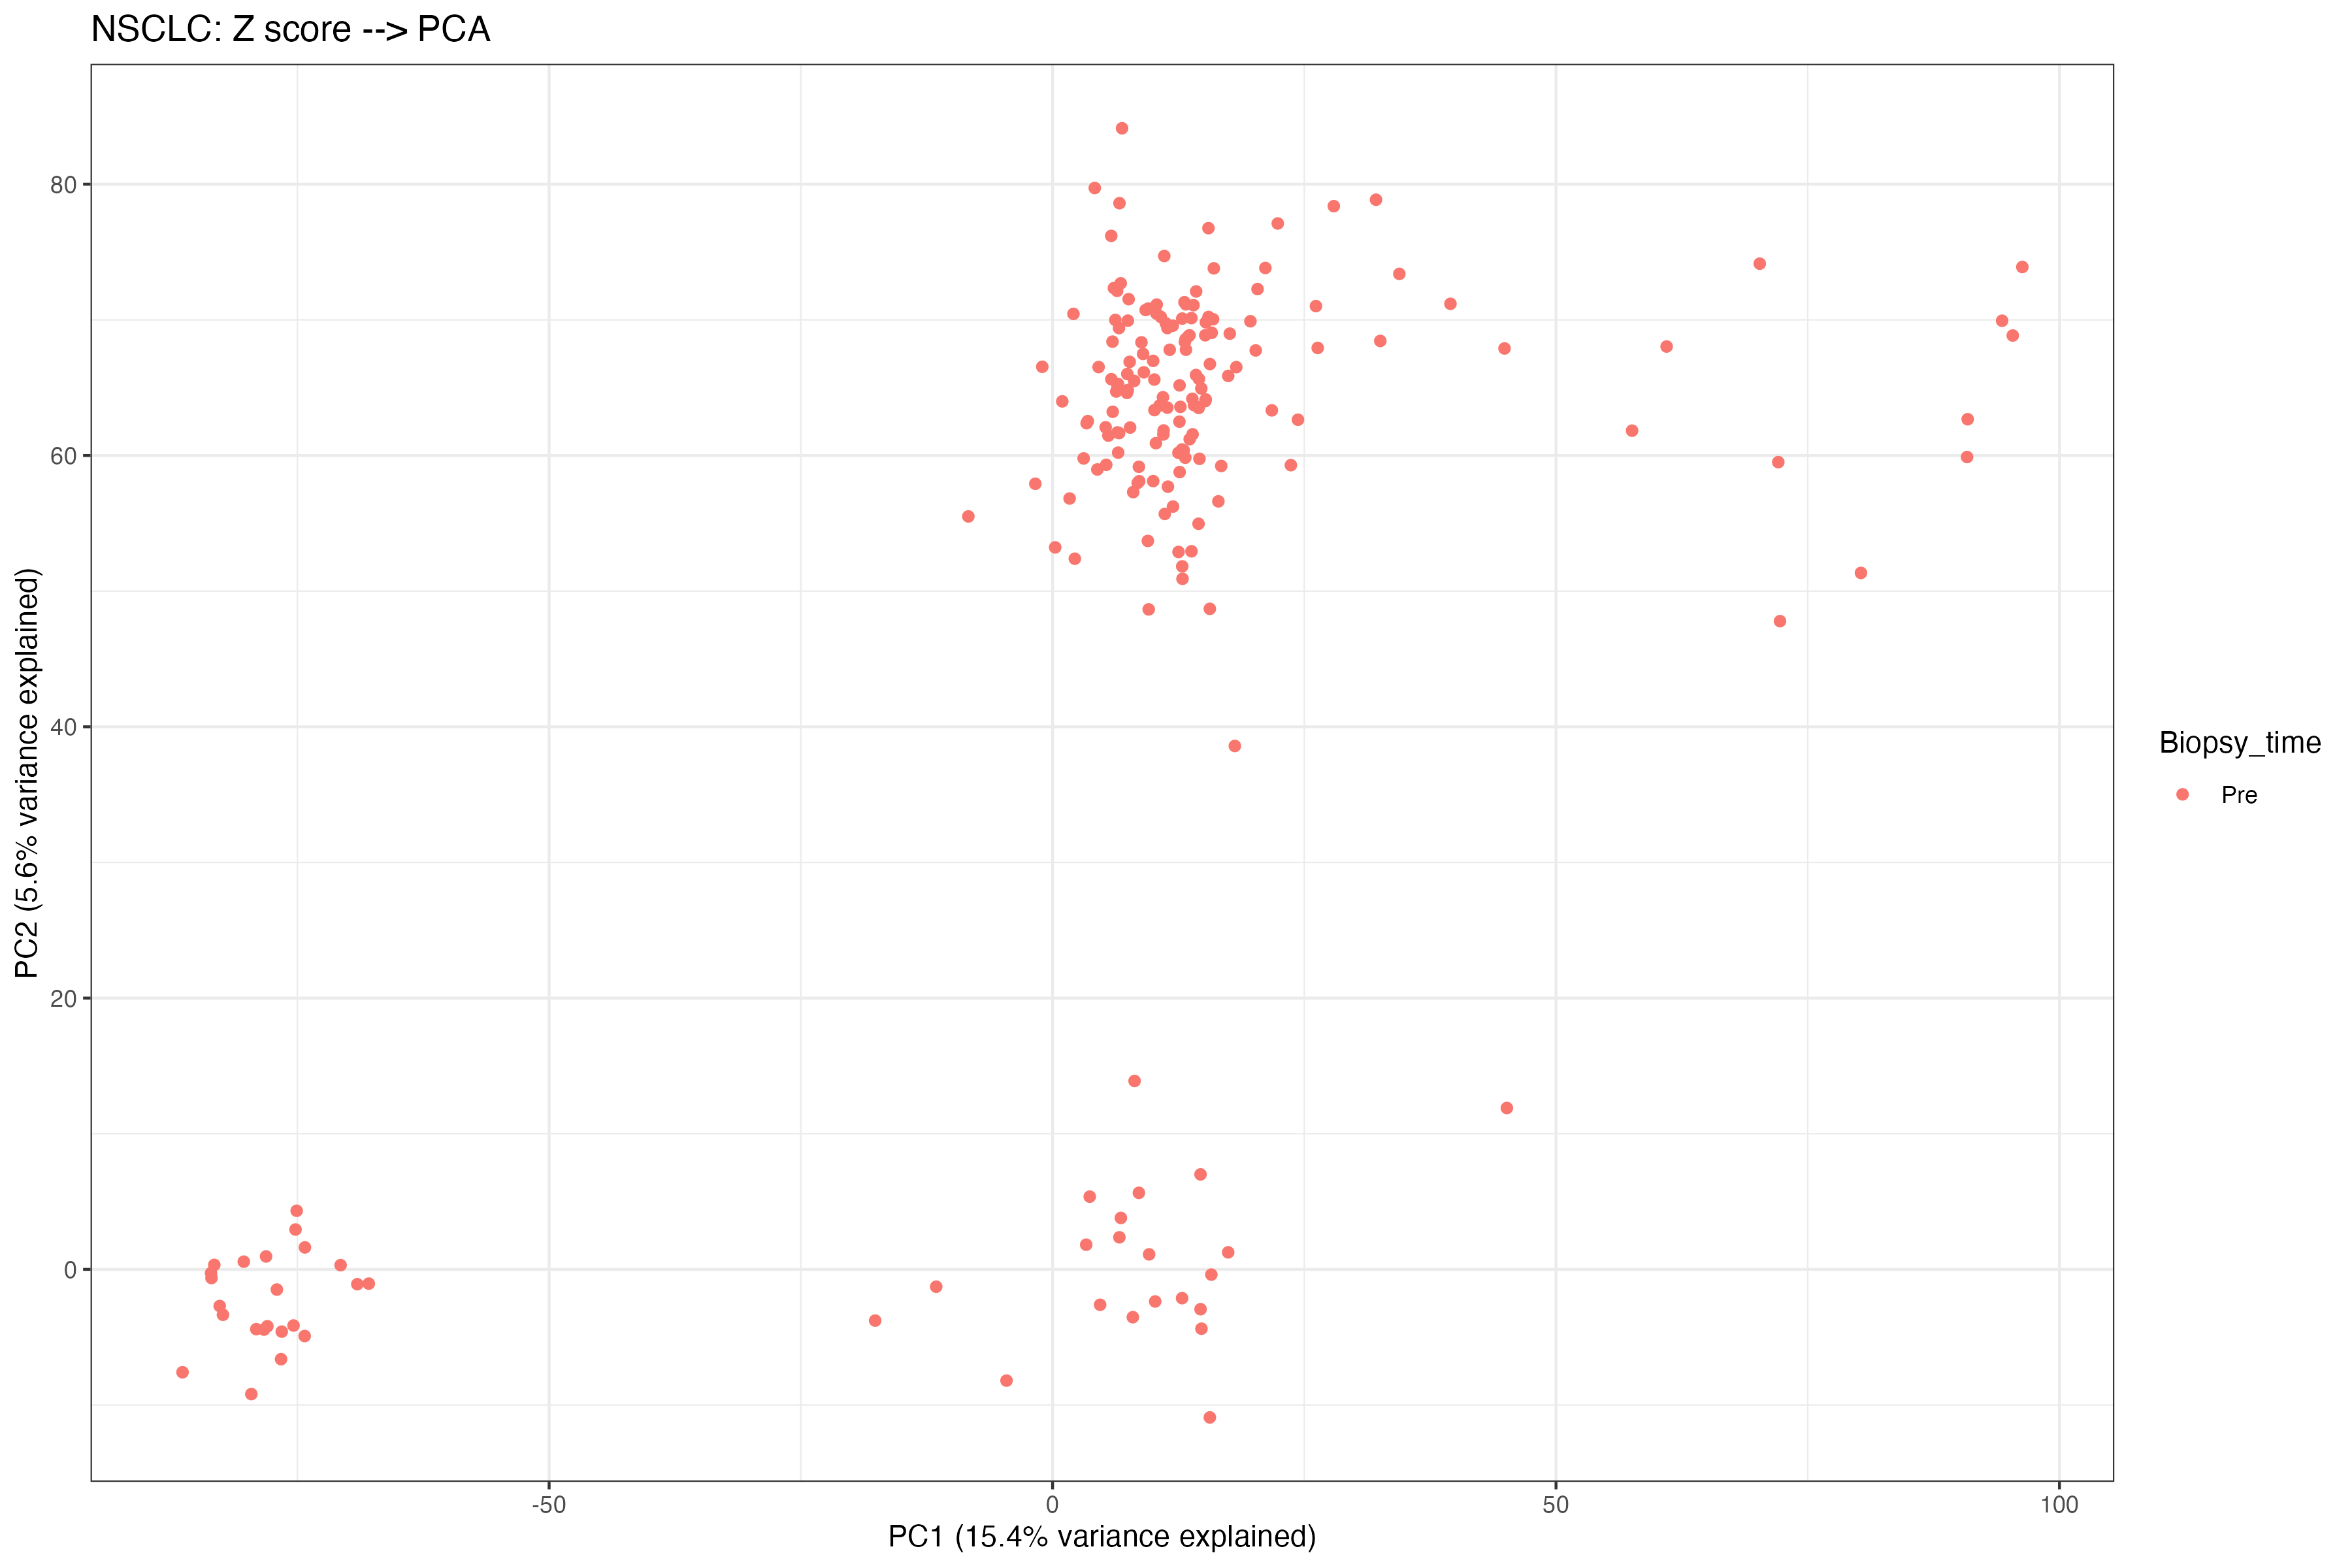 NSCLC: Z score --> PCA
80
60
40
20
0
PC2 (5.6% variance explained)
-50
0
50
100
PC1 (15.4% variance explained)
Biopsy_time
Pre